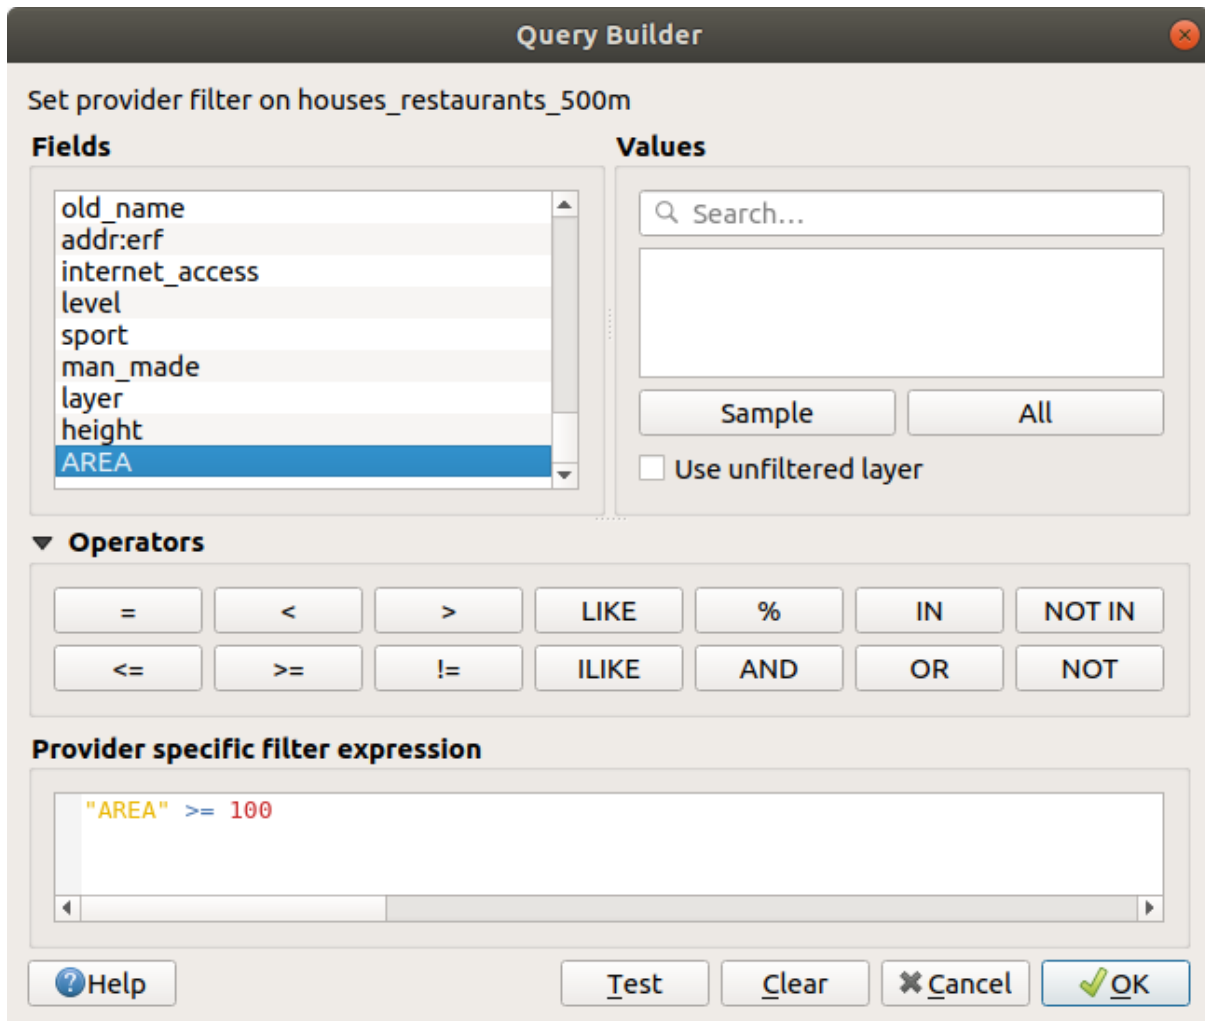 Query Builder
Set provider filter on houses_restaurants_500m
Fields
Values
old_name
addr:erf
internet_access
level
sport
man_made
layer
height
AREA
Search...
Sample
All
Use unfiltered layer
Operators
= < > LIKE % IN NOT IN
<= >= != ILIKE AND OR NOT
Provider specific filter expression
"AREA" >= 100
Help Test Clear Cancel OK